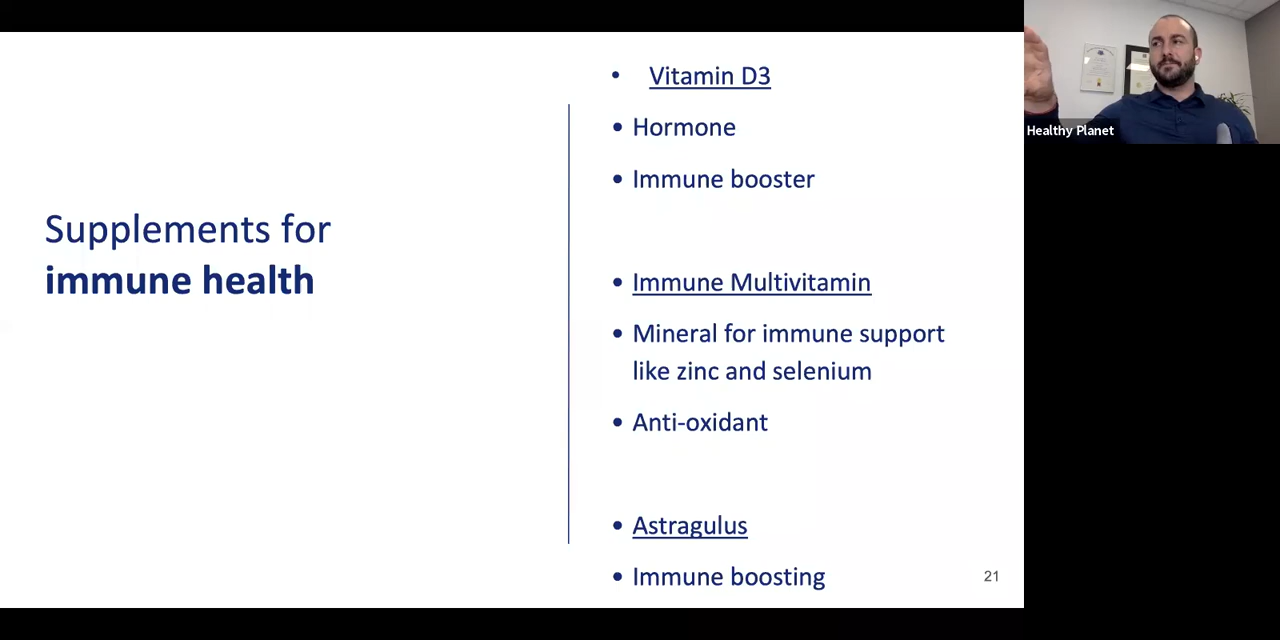 Supplements for
immune health
• Vitamin D3
• Hormone
• Immune booster
• Immune Multivitamin
• Mineral for immune support
like zinc and selenium
• Anti-oxidant
• Astragulus
• Immune boosting
21
Healthy Planet